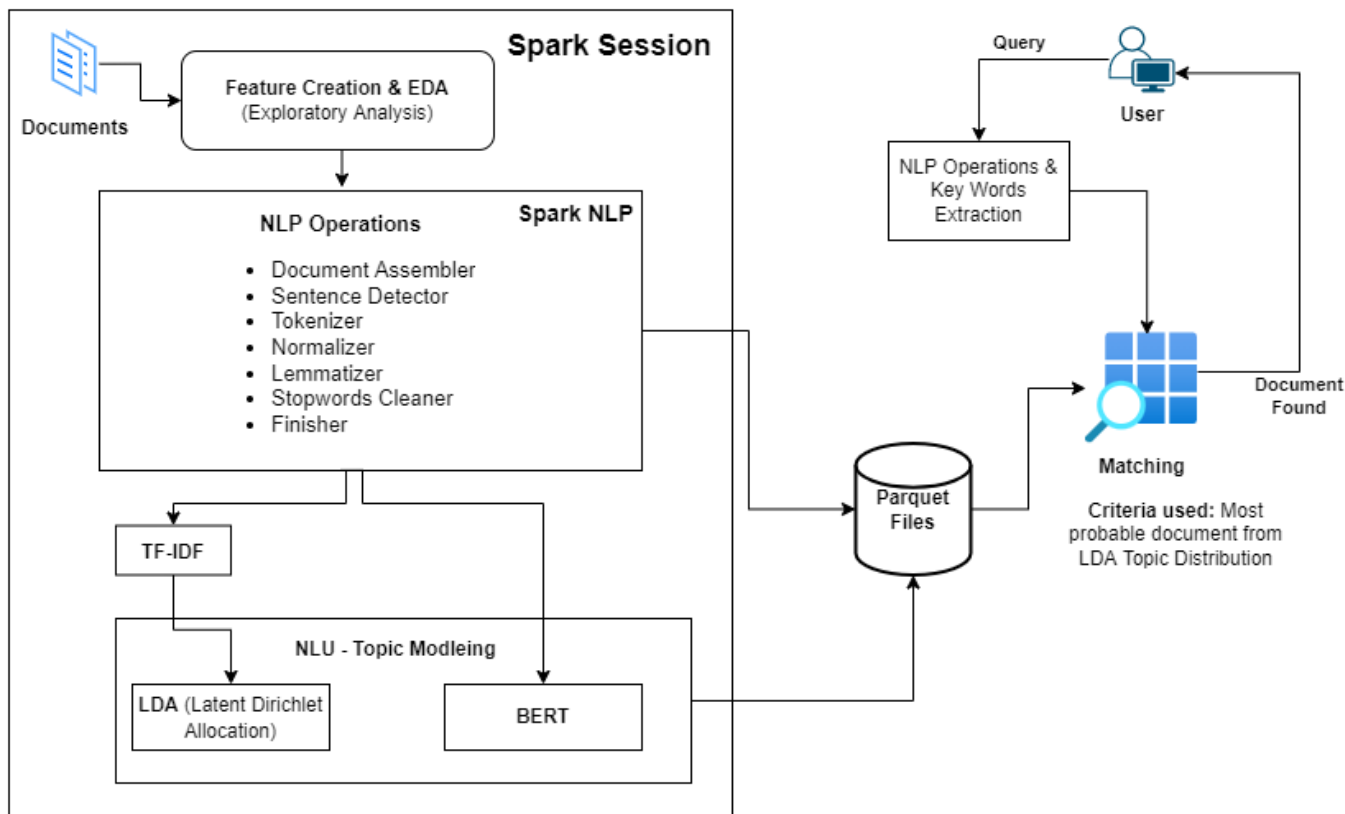 Spark Session
Documents
Feature Creation & EDA
(Exploratory Analysis)
Spark NLP
NLP Operations
• Document Assembler
• Sentence Detector
• Tokenizer
• Normalizer
• Lemmatizer
• Stopwords Cleaner
• Finisher
TF-IDF
NLU - Topic Modleing
LDA (Latent Dirichlet
Allocation)
BERT
Parquet
Files
Query
User
NLP Operations &
Key Words
Extraction
Document
Found
Matching
Criteria used: Most
probable document from
LDA Topic Distribution